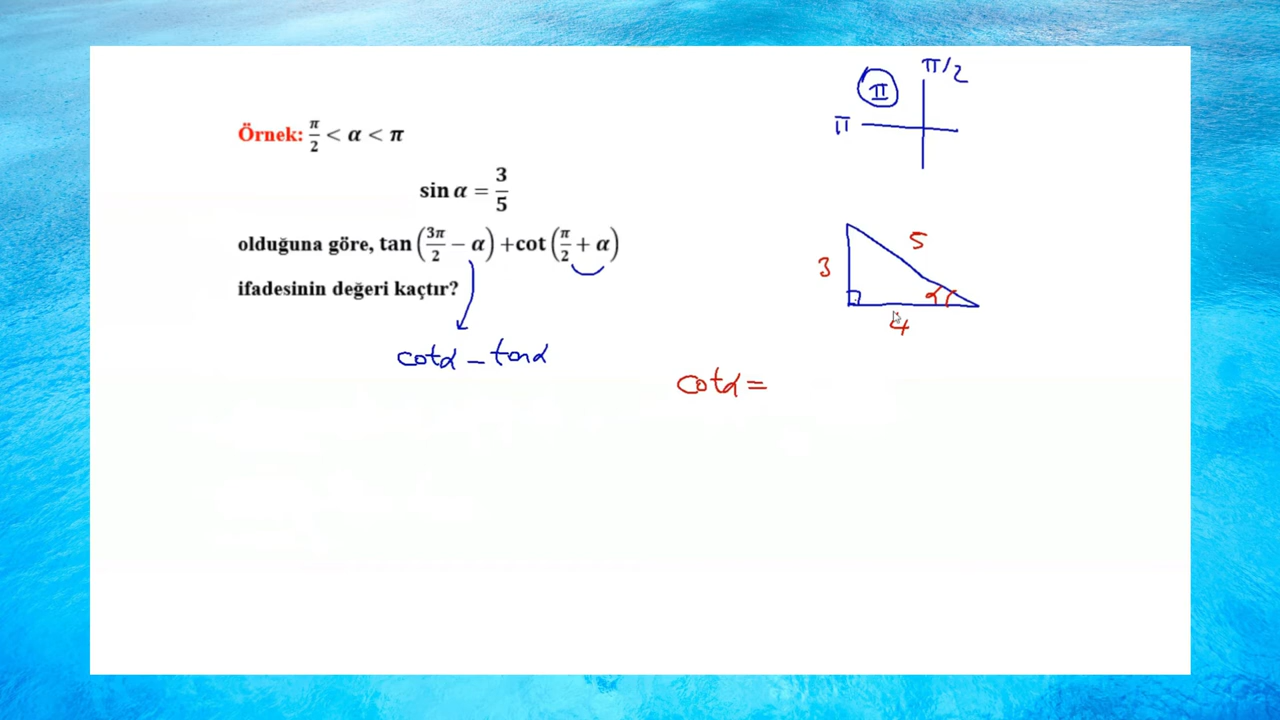 Örnek: π/2 < α < π
sin α = 3/5
olduğuna göre, tan (3π/2 − α) +cot (π/2 + α)
ifadesinin değeri kaçtır?
cotα − tanα
cotα =
π/2
II
π
5
3
α
4